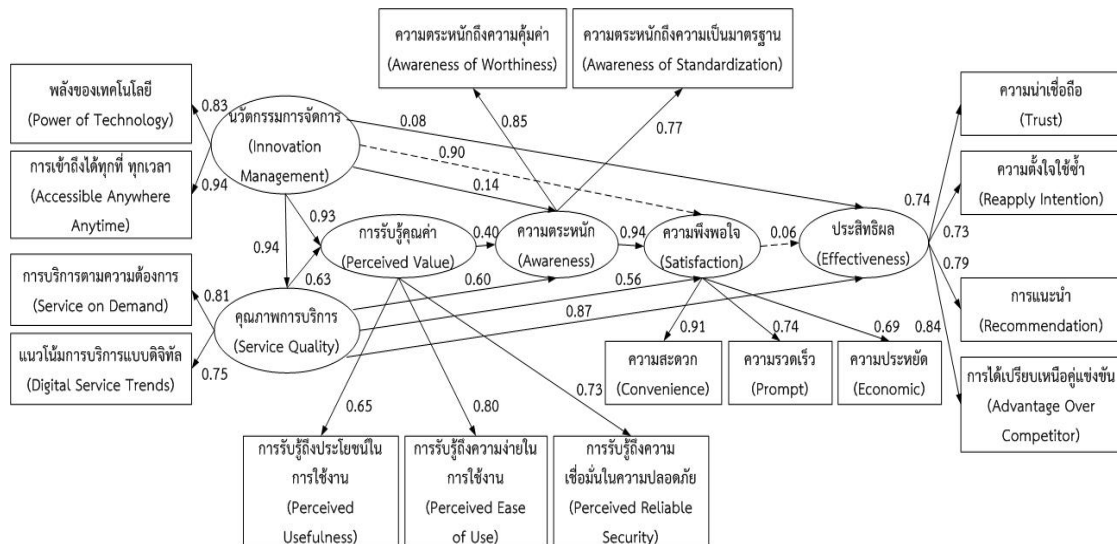 ความตระหนักถึงความคุ้มค่า
(Awareness of Worthiness)
ความตระหนักถึงความเป็นมาตรฐาน
(Awareness of Standardization)
พลังของเทคโนโลยี
(Power of Technology)
การเข้าถึงได้ทุกที่ ทุกเวลา
(Accessible Anywhere
Anytime)
0.83
0.94
นวัตกรรมการจัดการ
(Innovation
Management)
0.08
0.90
0.14
0.85
0.77
ความน่าเชื่อถือ
(Trust)
ความตั้งใจใช้ซ้ำ
(Reapply Intention)
0.74
0.73
0.79
0.84
0.94
0.93
การรับรู้คุณค่า
(Perceived Value)
0.40
ความตระหนัก
(Awareness)
0.94
ความพึงพอใจ
(Satisfaction)
0.06
ประสิทธิผล
(Effectiveness)
การบริการตามความต้องการ
(Service on Demand)
แนวโน้มการบริการแบบดิจิทัล
(Digital Service Trends)
0.81
0.75
คุณภาพการบริการ
(Service Quality)
0.63
0.60
0.56
0.87
การแนะนำ
(Recommendation)
การได้เปรียบเหนือคู่แข่งขัน
(Advantage Over
Competitor)
0.91
0.74
0.69
ความสะดวก
(Convenience)
ความรวดเร็ว
(Prompt)
ความประหยัด
(Economic)
0.65
0.80
0.73
การรับรู้ถึงประโยชน์ใน
การใช้งาน
(Perceived
Usefulness)
การรับรู้ถึงความง่ายใน
การใช้งาน
(Perceived Ease
of Use)
การรับรู้ถึงความ
เชื่อมั่นในความปลอดภัย
(Perceived Reliable
Security)